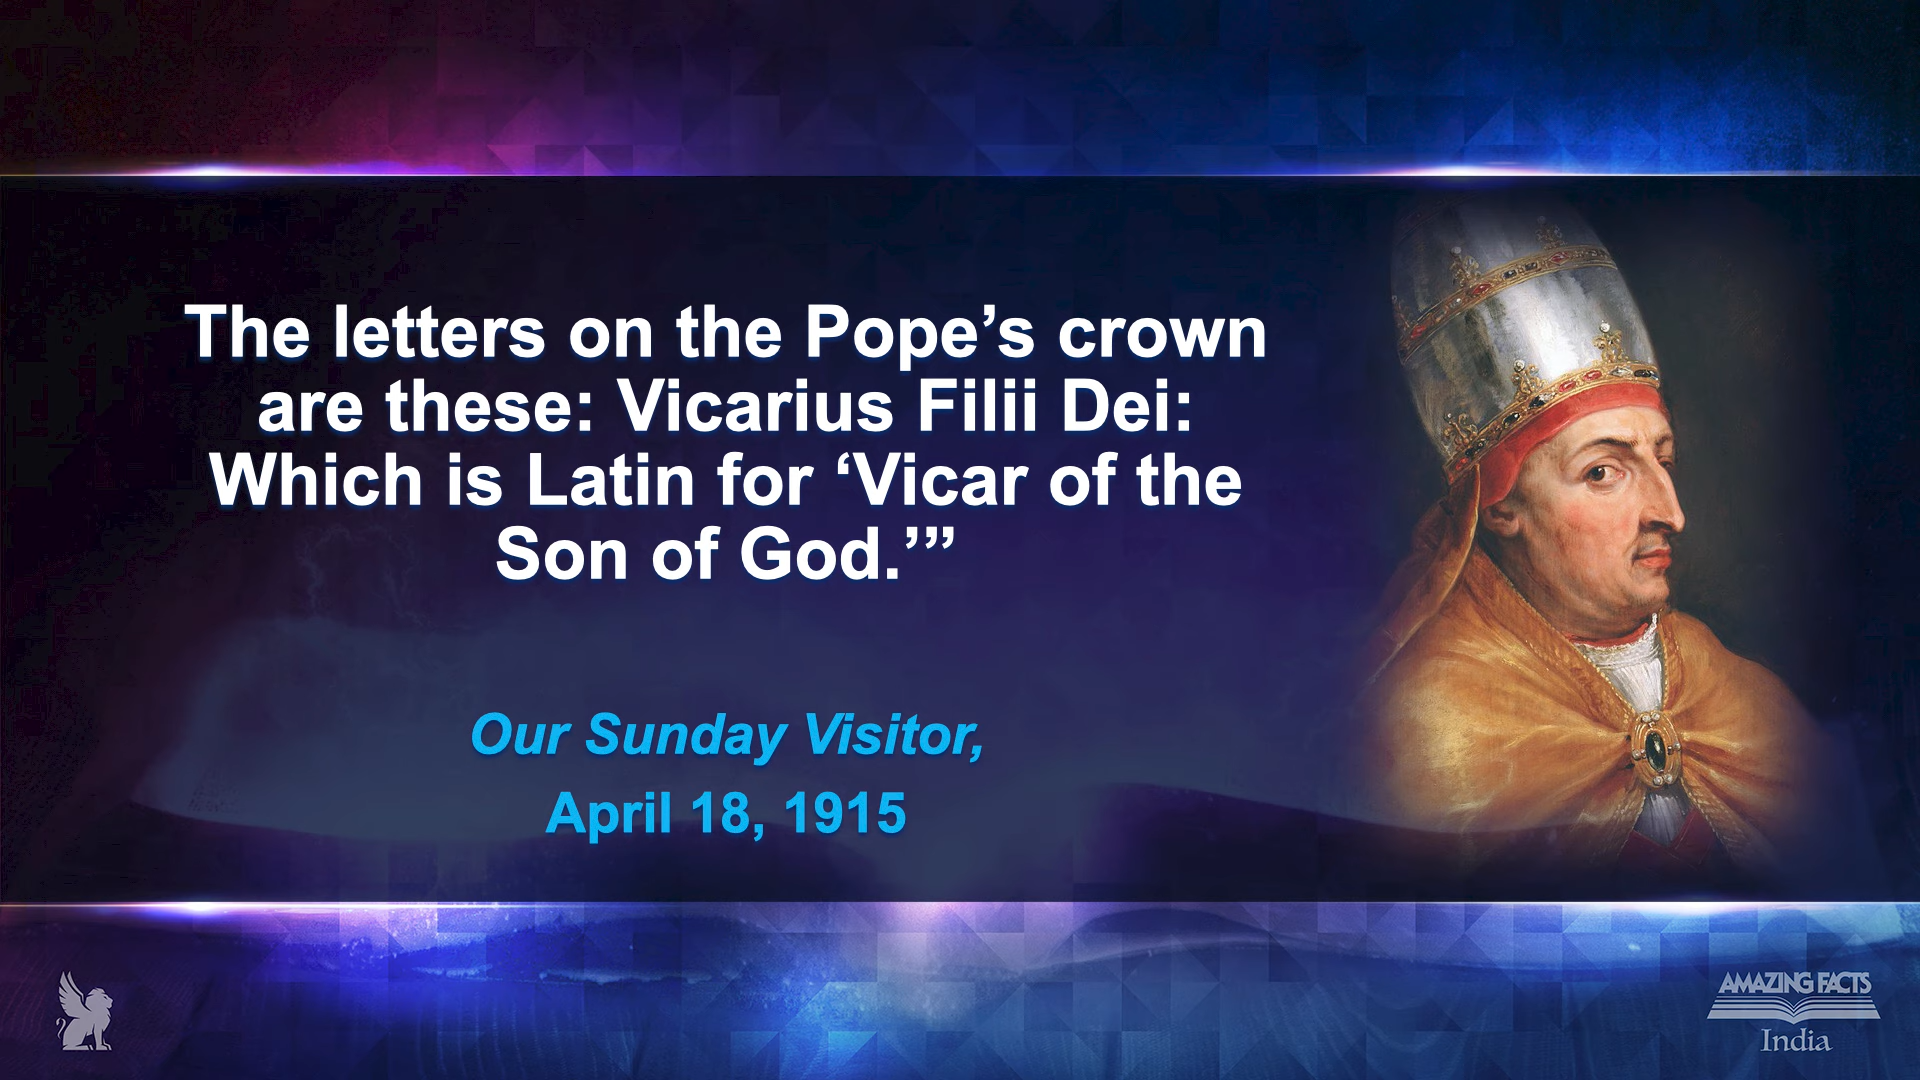 The letters on the Pope’s crown
are these: Vicarius Filii Dei:
Which is Latin for ‘Vicar of the
Son of God.’”
Our Sunday Visitor,
April 18, 1915
AMAZING FACTS
India